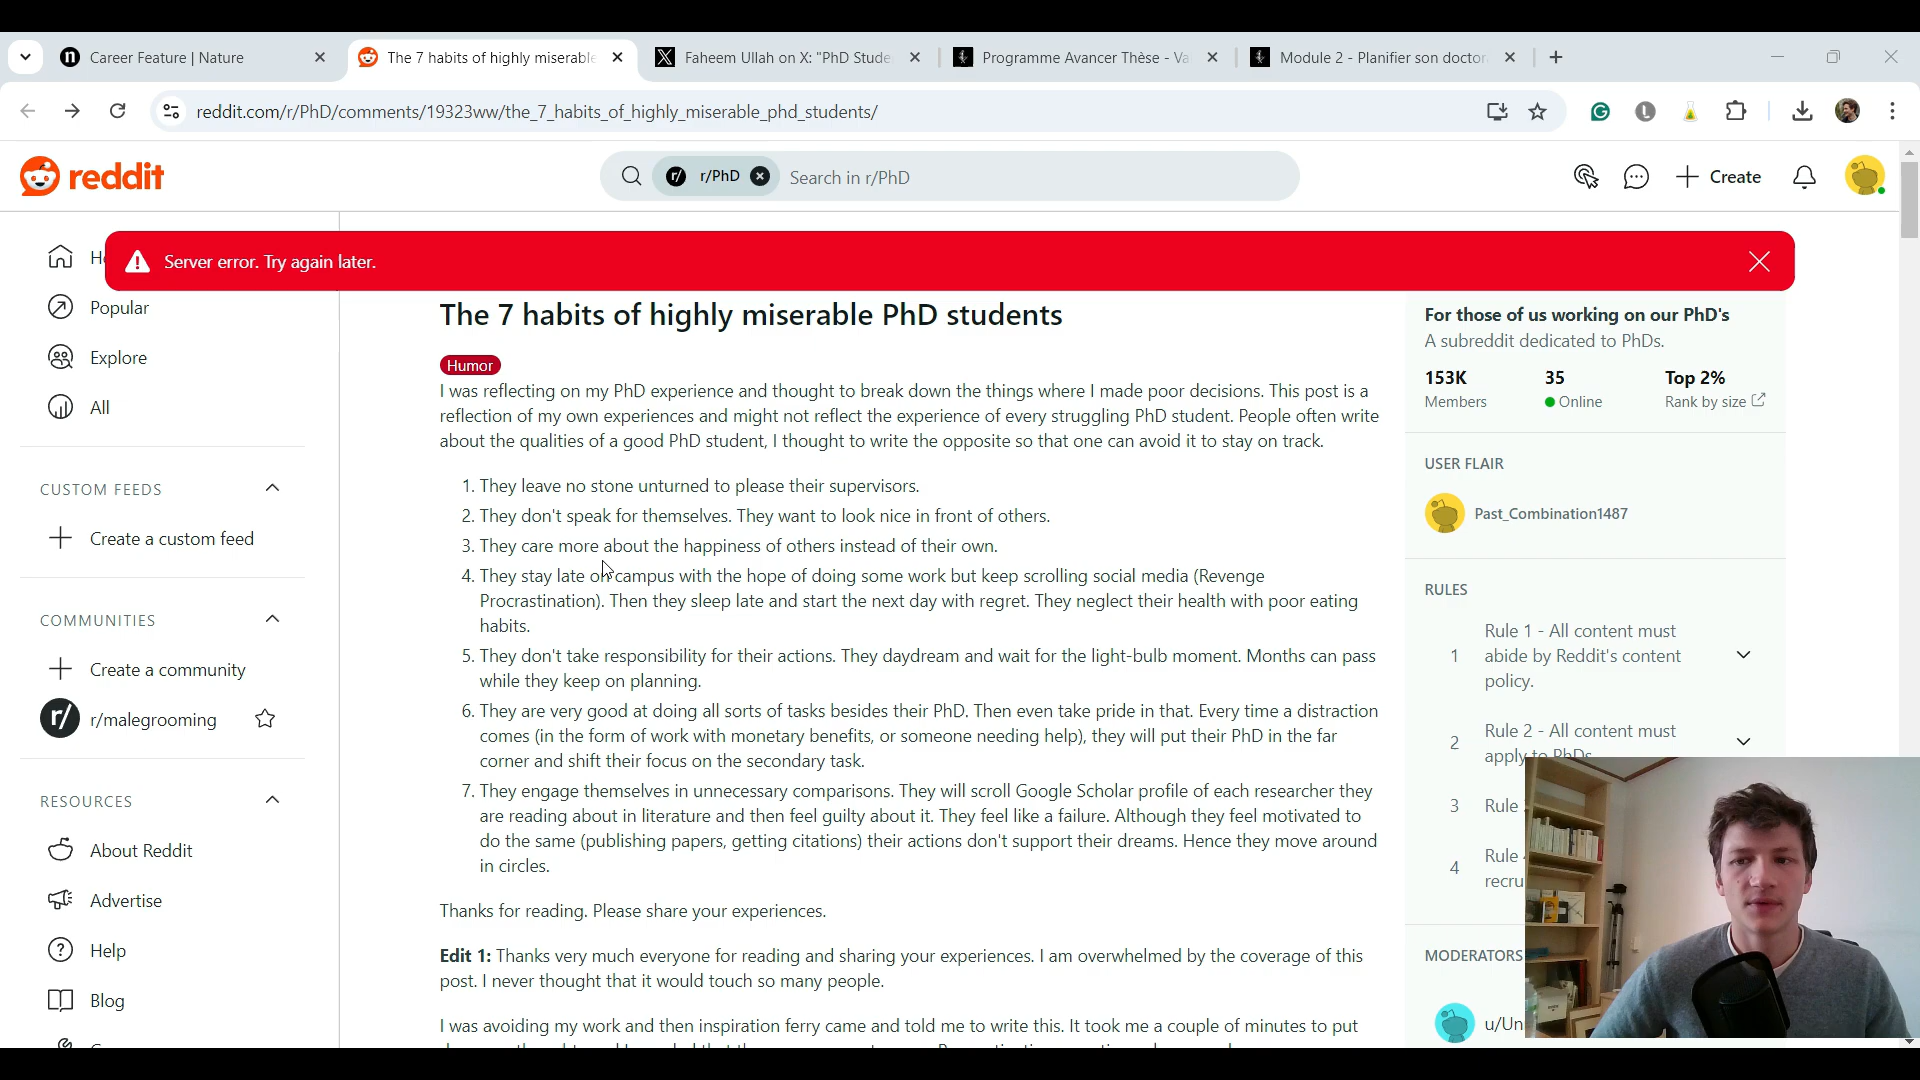 Career Feature | Nature
The 7 habits of highly miserable
Faheem Ullah on X: "PhD Stude
Programme Avancer Thèse - Va
Module 2 - Planifier son doctor
reddit.com/r/PhD/comments/19323ww/the_7_habits_of_highly_miserable_phd_students/
reddit
r/ r/PhD
Search in r/PhD
Create
Server error. Try again later.
Popular
Explore
All
CUSTOM FEEDS
Create a custom feed
COMMUNITIES
Create a community
r/ r/malegrooming
RESOURCES
About Reddit
Advertise
Help
Blog
The 7 habits of highly miserable PhD students
Humor
I was reflecting on my PhD experience and thought to break down the things where I made poor decisions. This post is a
reflection of my own experiences and might not reflect the experience of every struggling PhD student. People often write
about the qualities of a good PhD student, I thought to write the opposite so that one can avoid it to stay on track.
1. They leave no stone unturned to please their supervisors.
2. They don't speak for themselves. They want to look nice in front of others.
3. They care more about the happiness of others instead of their own.
4. They stay late on campus with the hope of doing some work but keep scrolling social media (Revenge
Procrastination). Then they sleep late and start the next day with regret. They neglect their health with poor eating
habits.
5. They don't take responsibility for their actions. They daydream and wait for the light-bulb moment. Months can pass
while they keep on planning.
6. They are very good at doing all sorts of tasks besides their PhD. Then even take pride in that. Every time a distraction
comes (in the form of work with monetary benefits, or someone needing help), they will put their PhD in the far
corner and shift their focus on the secondary task.
7. They engage themselves in unnecessary comparisons. They will scroll Google Scholar profile of each researcher they
are reading about in literature and then feel guilty about it. They feel like a failure. Although they feel motivated to
do the same (publishing papers, getting citations) their actions don't support their dreams. Hence they move around
in circles.
Thanks for reading. Please share your experiences.
Edit 1: Thanks very much everyone for reading and sharing your experiences. I am overwhelmed by the coverage of this
post. I never thought that it would touch so many people.
I was avoiding my work and then inspiration ferry came and told me to write this. It took me a couple of minutes to put
For those of us working on our PhD's
A subreddit dedicated to PhDs.
153K 35 Top 2%
Members Online Rank by size
USER FLAIR
Past_Combination1487
RULES
1 Rule 1 - All content must
abide by Reddit's content
policy.
2 Rule 2 - All content must
apply to PhDs
3 Rule
4 Rule
recru
MODERATORS
u/Un